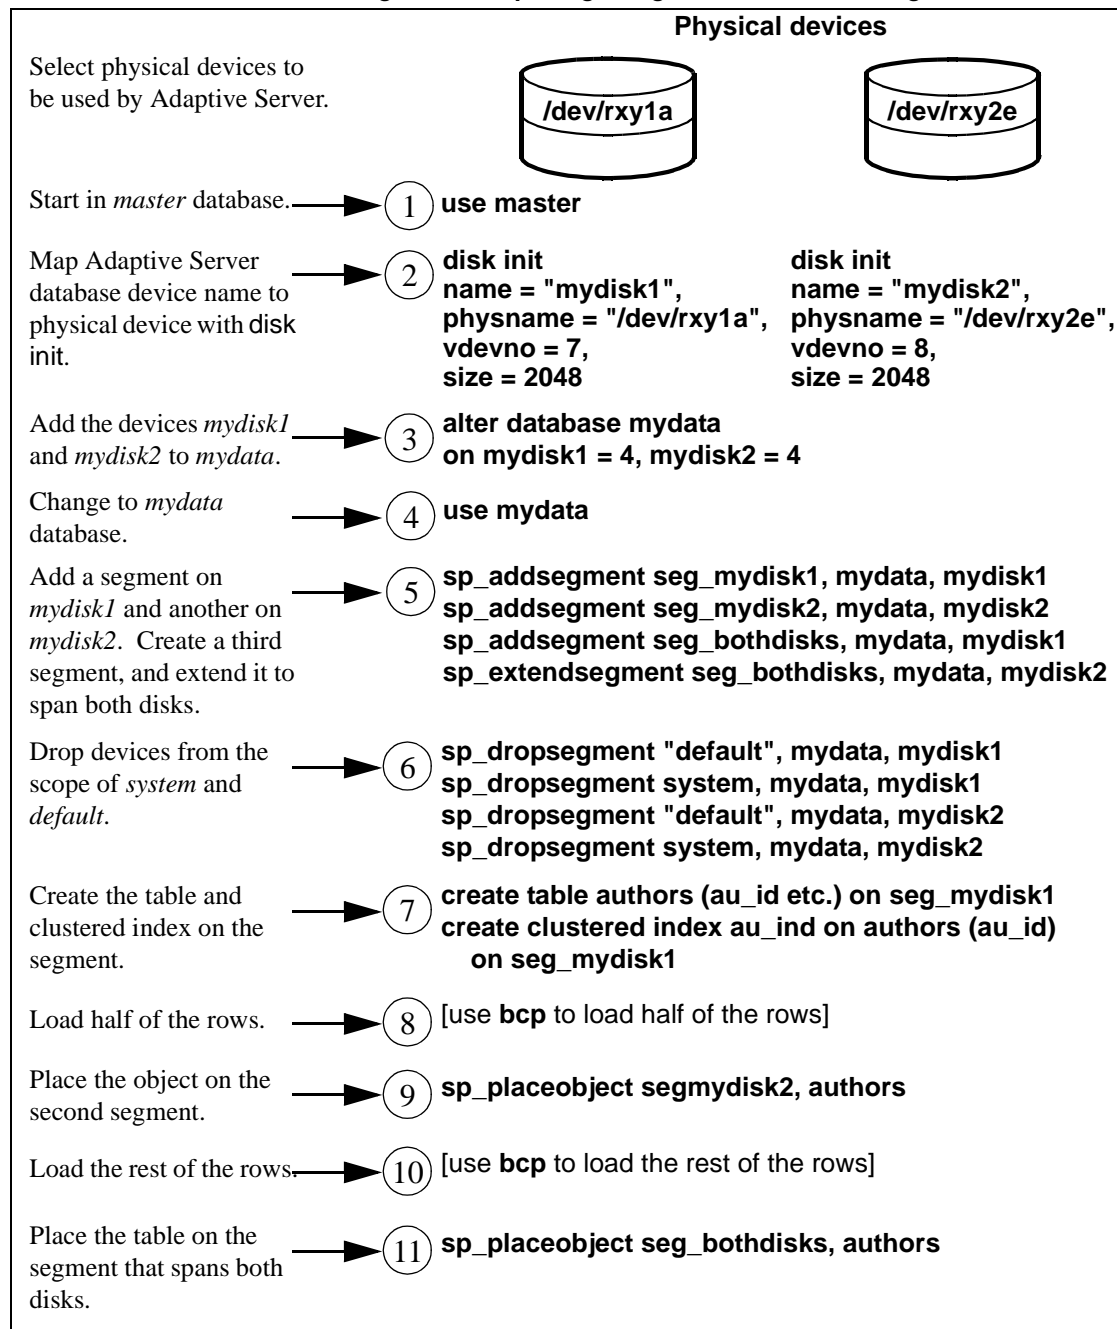 Physical devices
Select physical devices to
be used by Adaptive Server.
/dev/rxy1a
/dev/rxy2e
Start in master database.
1
use master
Map Adaptive Server
database device name to
physical device with disk
init.
2
disk init
name = "mydisk1",
physname = "/dev/rxy1a",
vdevno = 7,
size = 2048
disk init
name = "mydisk2",
physname = "/dev/rxy2e",
vdevno = 8,
size = 2048
Add the devices mydisk1
and mydisk2 to mydata.
3
alter database mydata
on mydisk1 = 4, mydisk2 = 4
Change to mydata
database.
4
use mydata
Add a segment on
mydisk1 and another on
mydisk2. Create a third
segment, and extend it to
span both disks.
5
sp_addsegment seg_mydisk1, mydata, mydisk1
sp_addsegment seg_mydisk2, mydata, mydisk2
sp_addsegment seg_bothdisks, mydata, mydisk1
sp_extendsegment seg_bothdisks, mydata, mydisk2
Drop devices from the
scope of system and
default.
6
sp_dropsegment "default", mydata, mydisk1
sp_dropsegment system, mydata, mydisk1
sp_dropsegment "default", mydata, mydisk2
sp_dropsegment system, mydata, mydisk2
Create the table and
clustered index on the
segment.
7
create table authors (au_id etc.) on seg_mydisk1
create clustered index au_ind on authors (au_id)
on seg_mydisk1
Load half of the rows.
8
[use bcp to load half of the rows]
Place the object on the
second segment.
9
sp_placeobject segmydisk2, authors
Load the rest of the rows.
10
[use bcp to load the rest of the rows]
Place the table on the
segment that spans both
disks.
11
sp_placeobject seg_bothdisks, authors